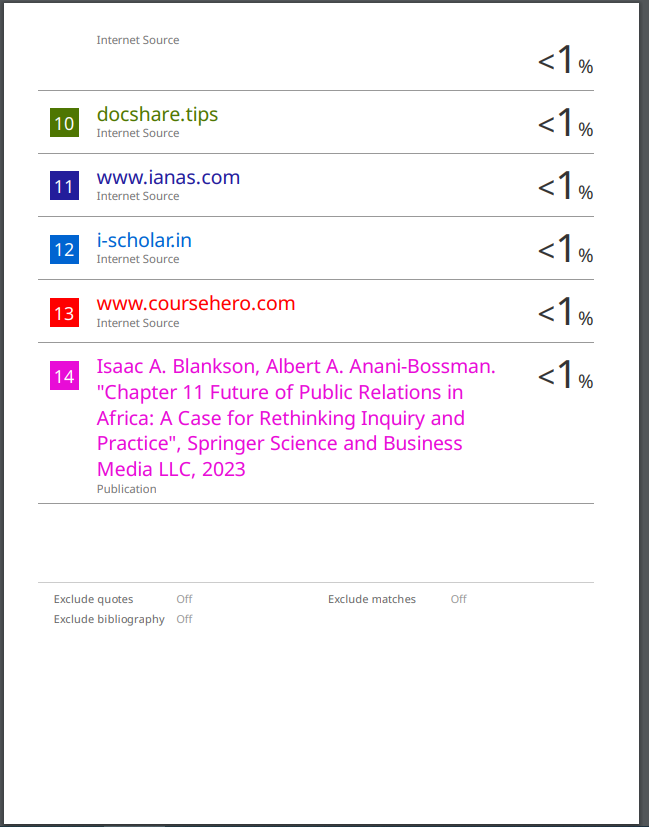 Internet Source
<1%
10 docshare.tips <1%
Internet Source
11 www.ianas.com <1%
Internet Source
12 i-scholar.in <1%
Internet Source
13 www.coursehero.com <1%
Internet Source
14 Isaac A. Blankson, Albert A. Anani-Bossman. <1%
"Chapter 11 Future of Public Relations in
Africa: A Case for Rethinking Inquiry and
Practice", Springer Science and Business
Media LLC, 2023
Publication
Exclude quotes Off Exclude matches Off
Exclude bibliography Off